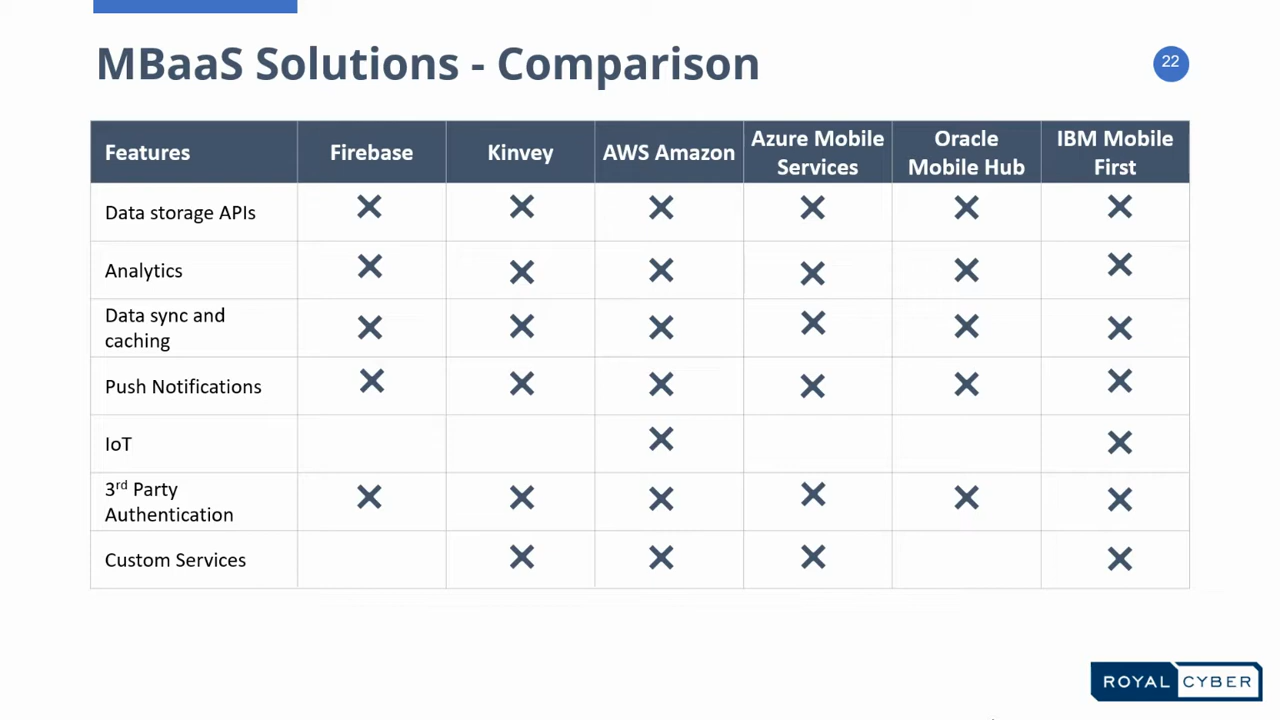 MBaaS Solutions - Comparison
22
Features
Firebase
Kinvey
AWS Amazon
Azure Mobile
Services
Oracle
Mobile Hub
IBM Mobile
First
Data storage APIs
Analytics
Data sync and
caching
Push Notifications
IoT
3rd Party
Authentication
Custom Services
ROYAL CYBER